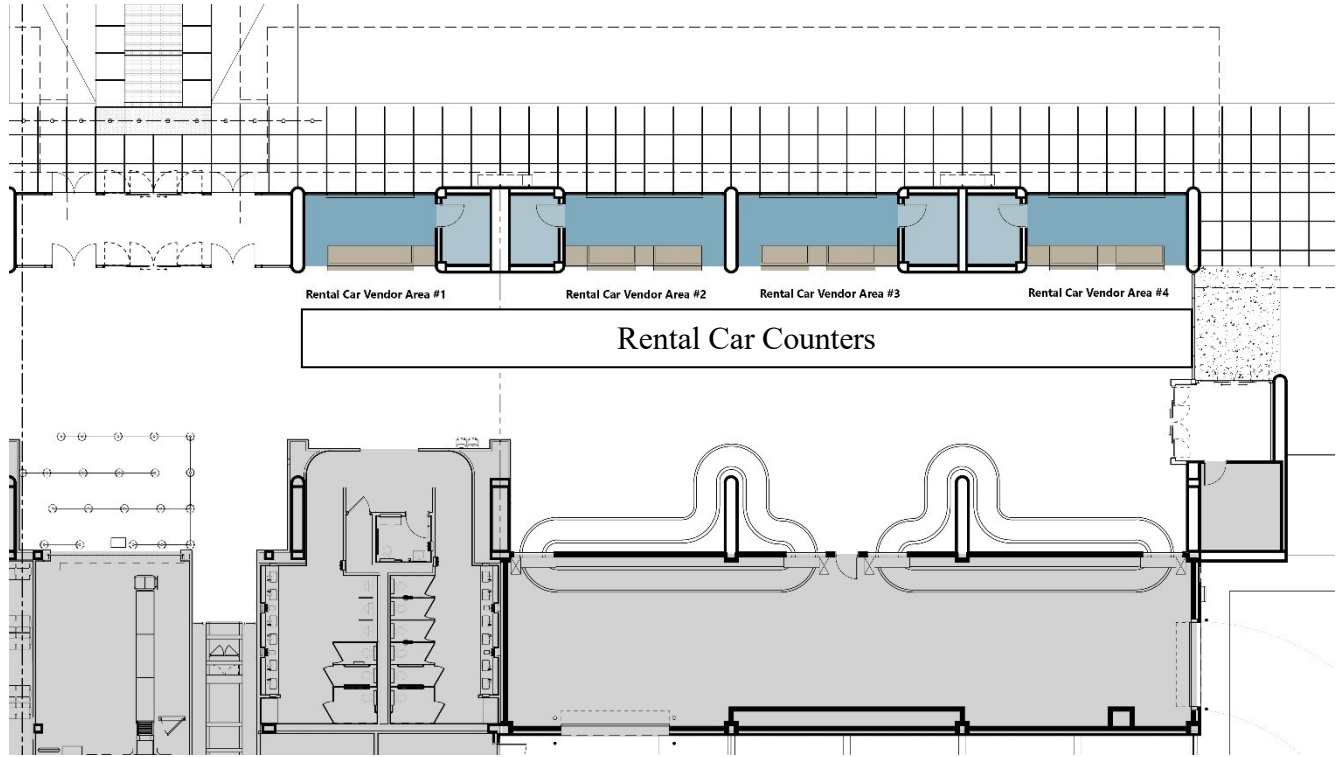 Rental Car Vendor Area #1
Rental Car Vendor Area #2
Rental Car Vendor Area #3
Rental Car Vendor Area #4
Rental Car Counters